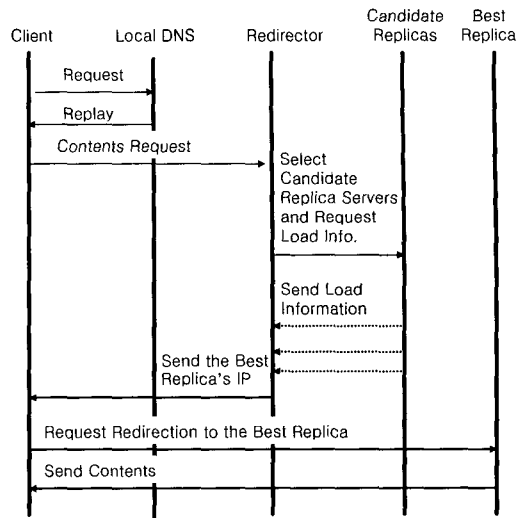 Client
Local DNS
Redirector
Candidate
Replicas
Best
Replica
Request
Replay
Contents Request
Select
Candidate
Replica Servers
and Request
Load Info.
Send Load
Information
Send the Best
Replica's IP
Request Redirection to the Best Replica
Send Contents